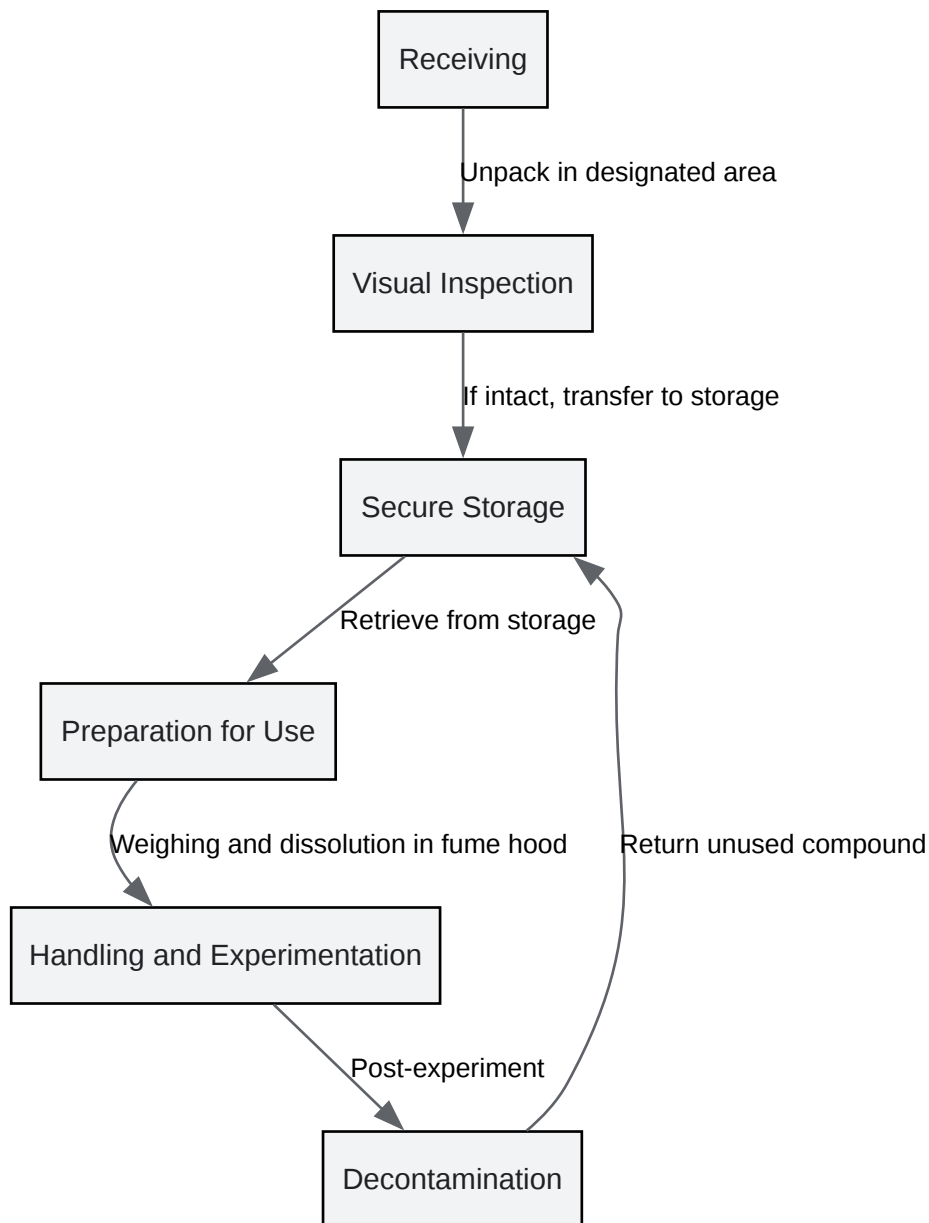 Receiving
Unpack in designated area
Visual Inspection
If intact, transfer to storage
Secure Storage
Retrieve from storage
Preparation for Use
Weighing and dissolution in fume hood
Return unused compound
Handling and Experimentation
Post-experiment
Decontamination